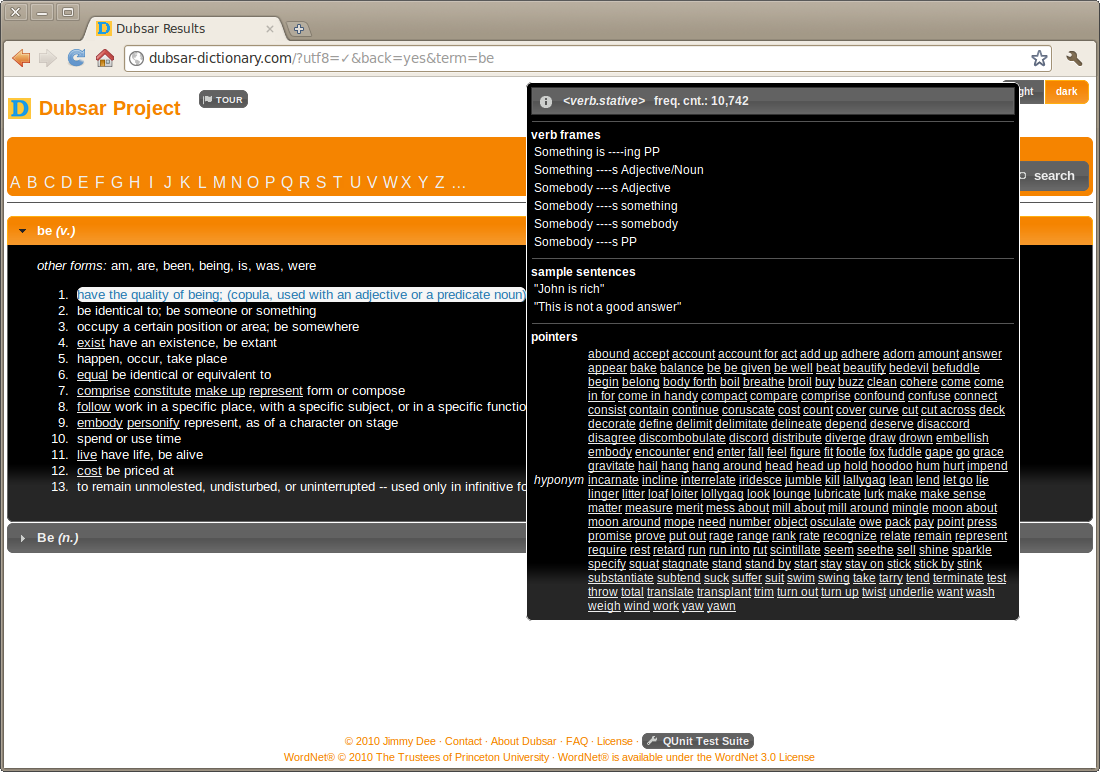 Dubsar Results
dubsar-dictionary.com/?utf8=✓&back=yes&term=be
D Dubsar Project
TOUR
ght dark
A B C D E F G H I J K L M N O P Q R S T U V W X Y Z ...
search
be (v.)
other forms: am, are, been, being, is, was, were
1. have the quality of being; (copula, used with an adjective or a predicate noun)
2. be identical to; be someone or something
3. occupy a certain position or area; be somewhere
4. exist have an existence, be extant
5. happen, occur, take place
6. equal be identical or equivalent to
7. comprise constitute make up represent form or compose
8. follow work in a specific place, with a specific subject, or in a specific functio
9. embody personify represent, as of a character on stage
10. spend or use time
11. live have life, be alive
12. cost be priced at
13. to remain unmolested, undisturbed, or uninterrupted -- used only in infinitive fo
Be (n.)
<verb.stative> freq. cnt.: 10,742
verb frames
Something is ----ing PP
Something ----s Adjective/Noun
Somebody ----s Adjective
Somebody ----s something
Somebody ----s somebody
Somebody ----s PP
sample sentences
"John is rich"
"This is not a good answer"
pointers
hyponym
abound accept account account for act add up adhere adorn amount answer
appear bake balance be be given be well beat beautify bedevil befuddle
begin belong body forth boil breathe broil buy buzz clean cohere come come
in for come in handy compact compare comprise confound confuse connect
consist contain continue coruscate cost count cover curve cut cut across deck
decorate define delimit delimitate delineate depend deserve disaccord
disagree discombobulate discord distribute diverge draw drown embellish
embody encounter end enter fall feel figure fit footle fox fuddle gape go grace
gravitate hail hang hang around head head up hold hoodoo hum hurt impend
incarnate incline interrelate iridesce jumble kill lallygag lean lend let go lie
linger litter loaf loiter lollygag look lounge lubricate lurk make make sense
matter measure merit mess about mill about mill around mingle moon about
moon around mope need number object osculate owe pack pay point press
promise prove put out rage range rank rate recognize relate remain represent
require rest retard run run into rut scintillate seem seethe sell shine sparkle
specify squat stagnate stand stand by start stay stay on stick stick by stink
substantiate subtend suck suffer suit swim swing take tarry tend terminate test
throw total translate transplant trim turn out turn up twist underlie want wash
weigh wind work yaw yawn
© 2010 Jimmy Dee · Contact · About Dubsar · FAQ · License · QUnit Test Suite
WordNet® © 2010 The Trustees of Princeton University · WordNet® is available under the WordNet 3.0 License